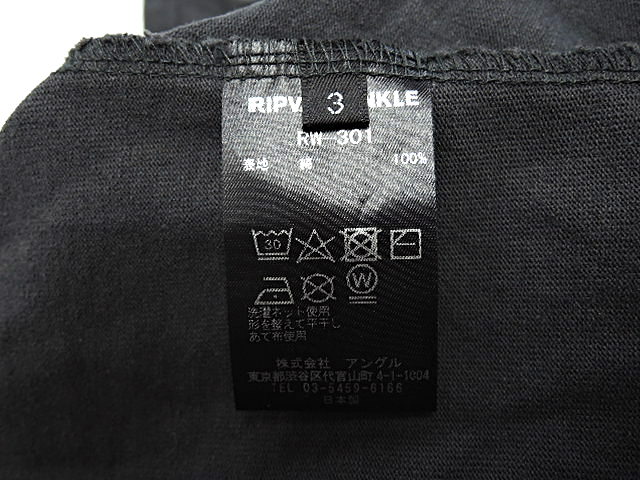 RIPV NKLE
3
RW-301
表地 綿 100%
30
W
洗濯ネット使用
形を整えて平干し
あて布使用
株式会社 アングル
東京都渋谷区代官山町4-1-1004
TEL 03-5459-6166
日本製